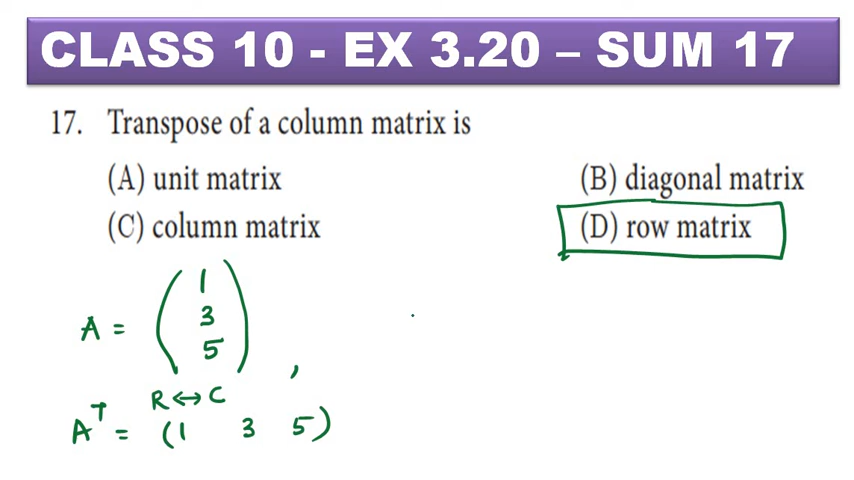 CLASS 10 - EX 3.20 – SUM 17
17. Transpose of a column matrix is
(A) unit matrix (B) diagonal matrix
(C) column matrix (D) row matrix
1
A = ( 3 )
5 ,
R ↔ C
Aᵀ = (1 3 5)